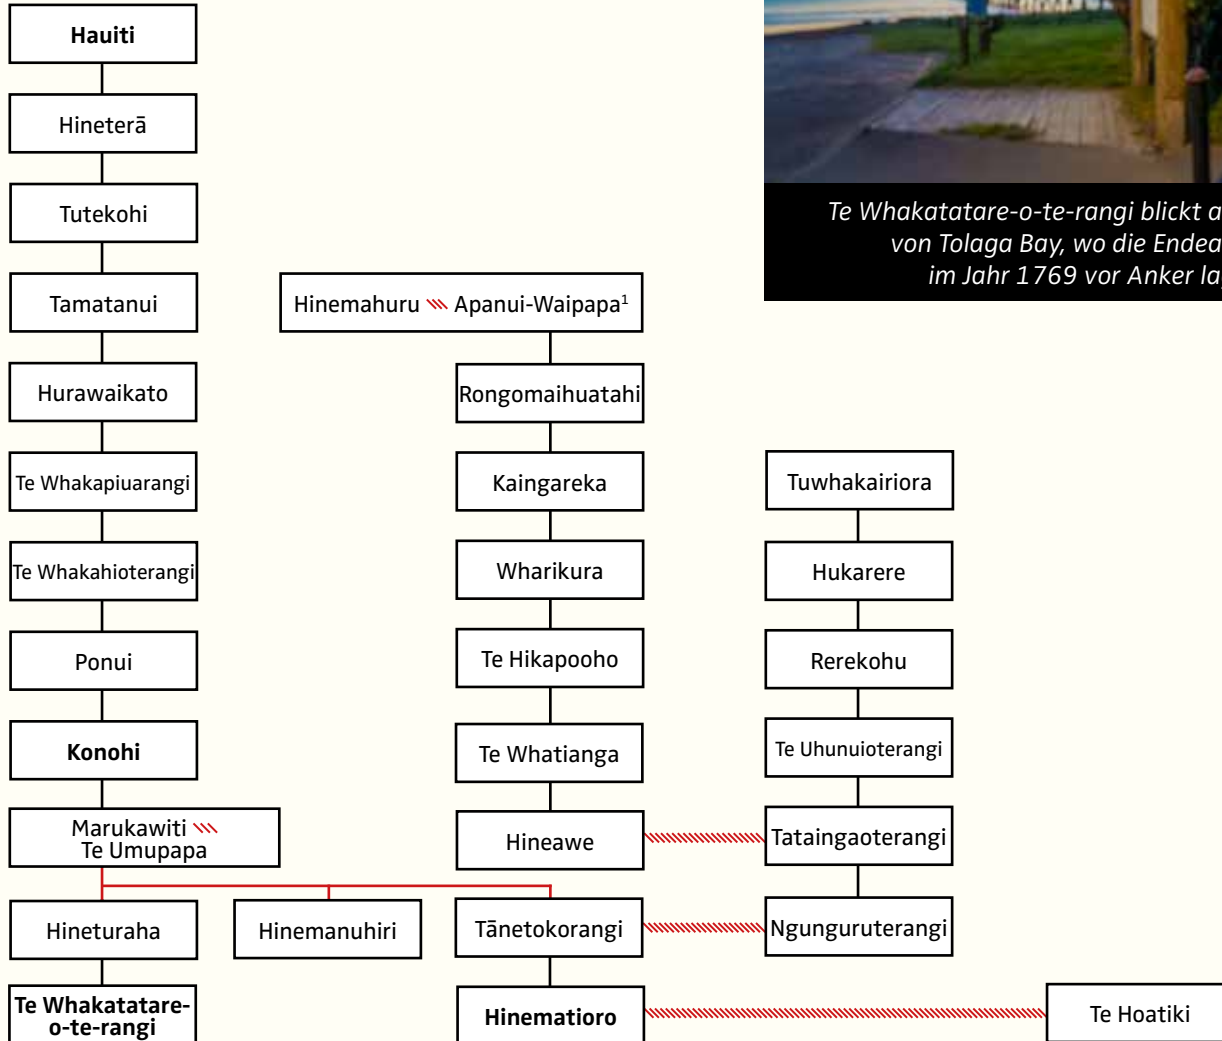 Hauiti
Hineterā
Tutekohi
Tamatanui
Hurawaikato
Te Whakapiuarangi
Te Whakahioterangi
Ponui
Konohi
Marukawiti
Te Umupapa
Hineturaha
Te Whakatatare-
o-te-rangi
Hinemanuhiri
Hinemahuru Apanui-Waipapa¹
Rongomaihuatahi
Kaingareka
Wharikura
Te Hikapooho
Te Whatianga
Hineawe
Tānetokorangi
Hinematioro
Tuwhakairiora
Hukarere
Rerekohu
Te Uhunuioterangi
Tataingaoterangi
Ngunguruterangi
Te Hoatiki
Te Whakatatare-o-te-rangi blickt
von Tolaga Bay, wo die
im Jahr 1769 vor Anker